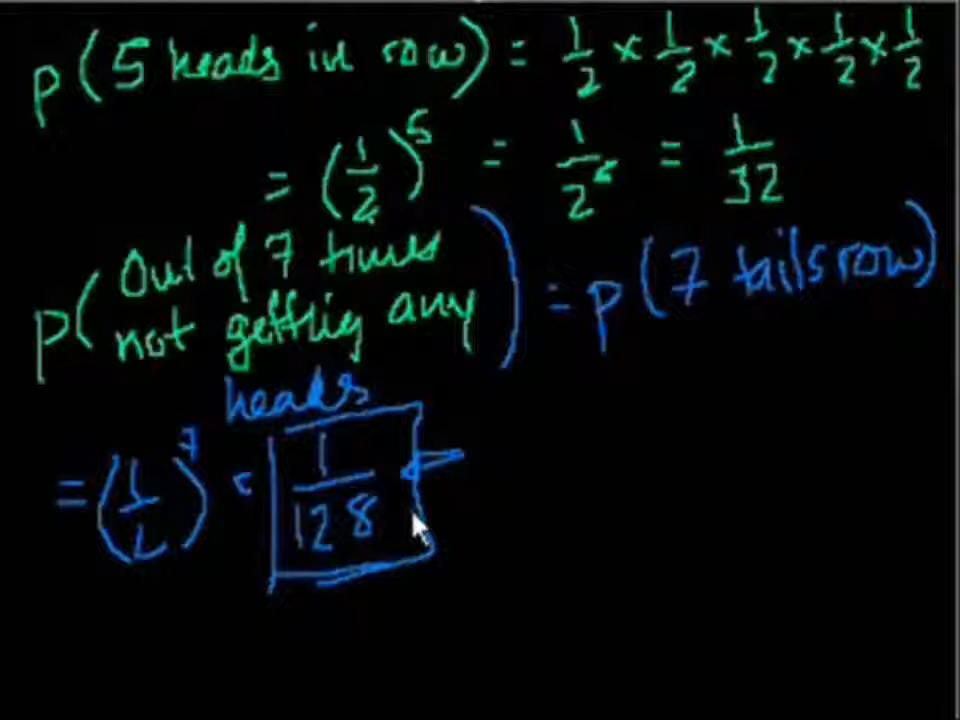 P(5 heads in row) = 1/2 × 1/2 × 1/2 × 1/2 × 1/2
= (1/2)^5 = 1/2^5 = 1/32
P(Out of 7 times not getting any heads) = P(7 tails row)
= (1/2)^7 = 1/128